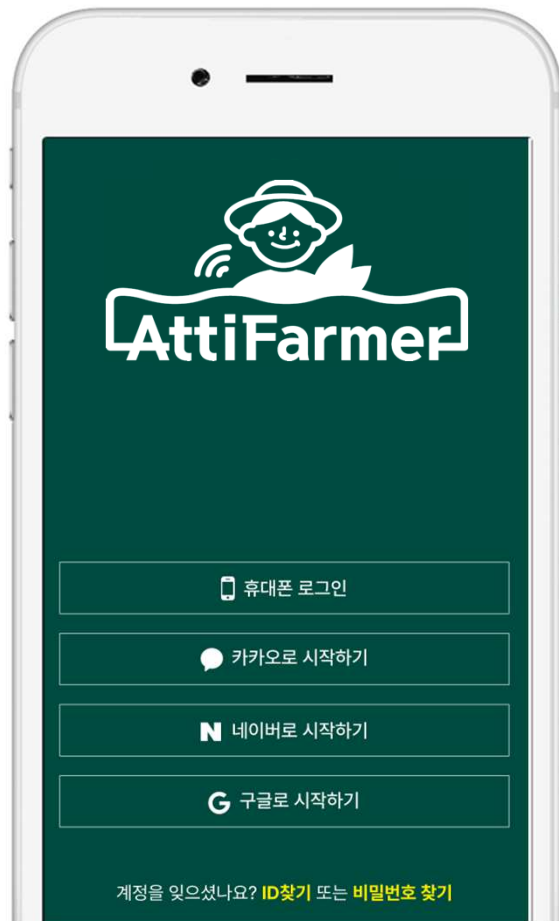 AttiFarmer
휴대폰 로그인
카카오로 시작하기
N 네이버로 시작하기
G 구글로 시작하기
계정을 잊으셨나요? ID찾기 또는 비밀번호 찾기